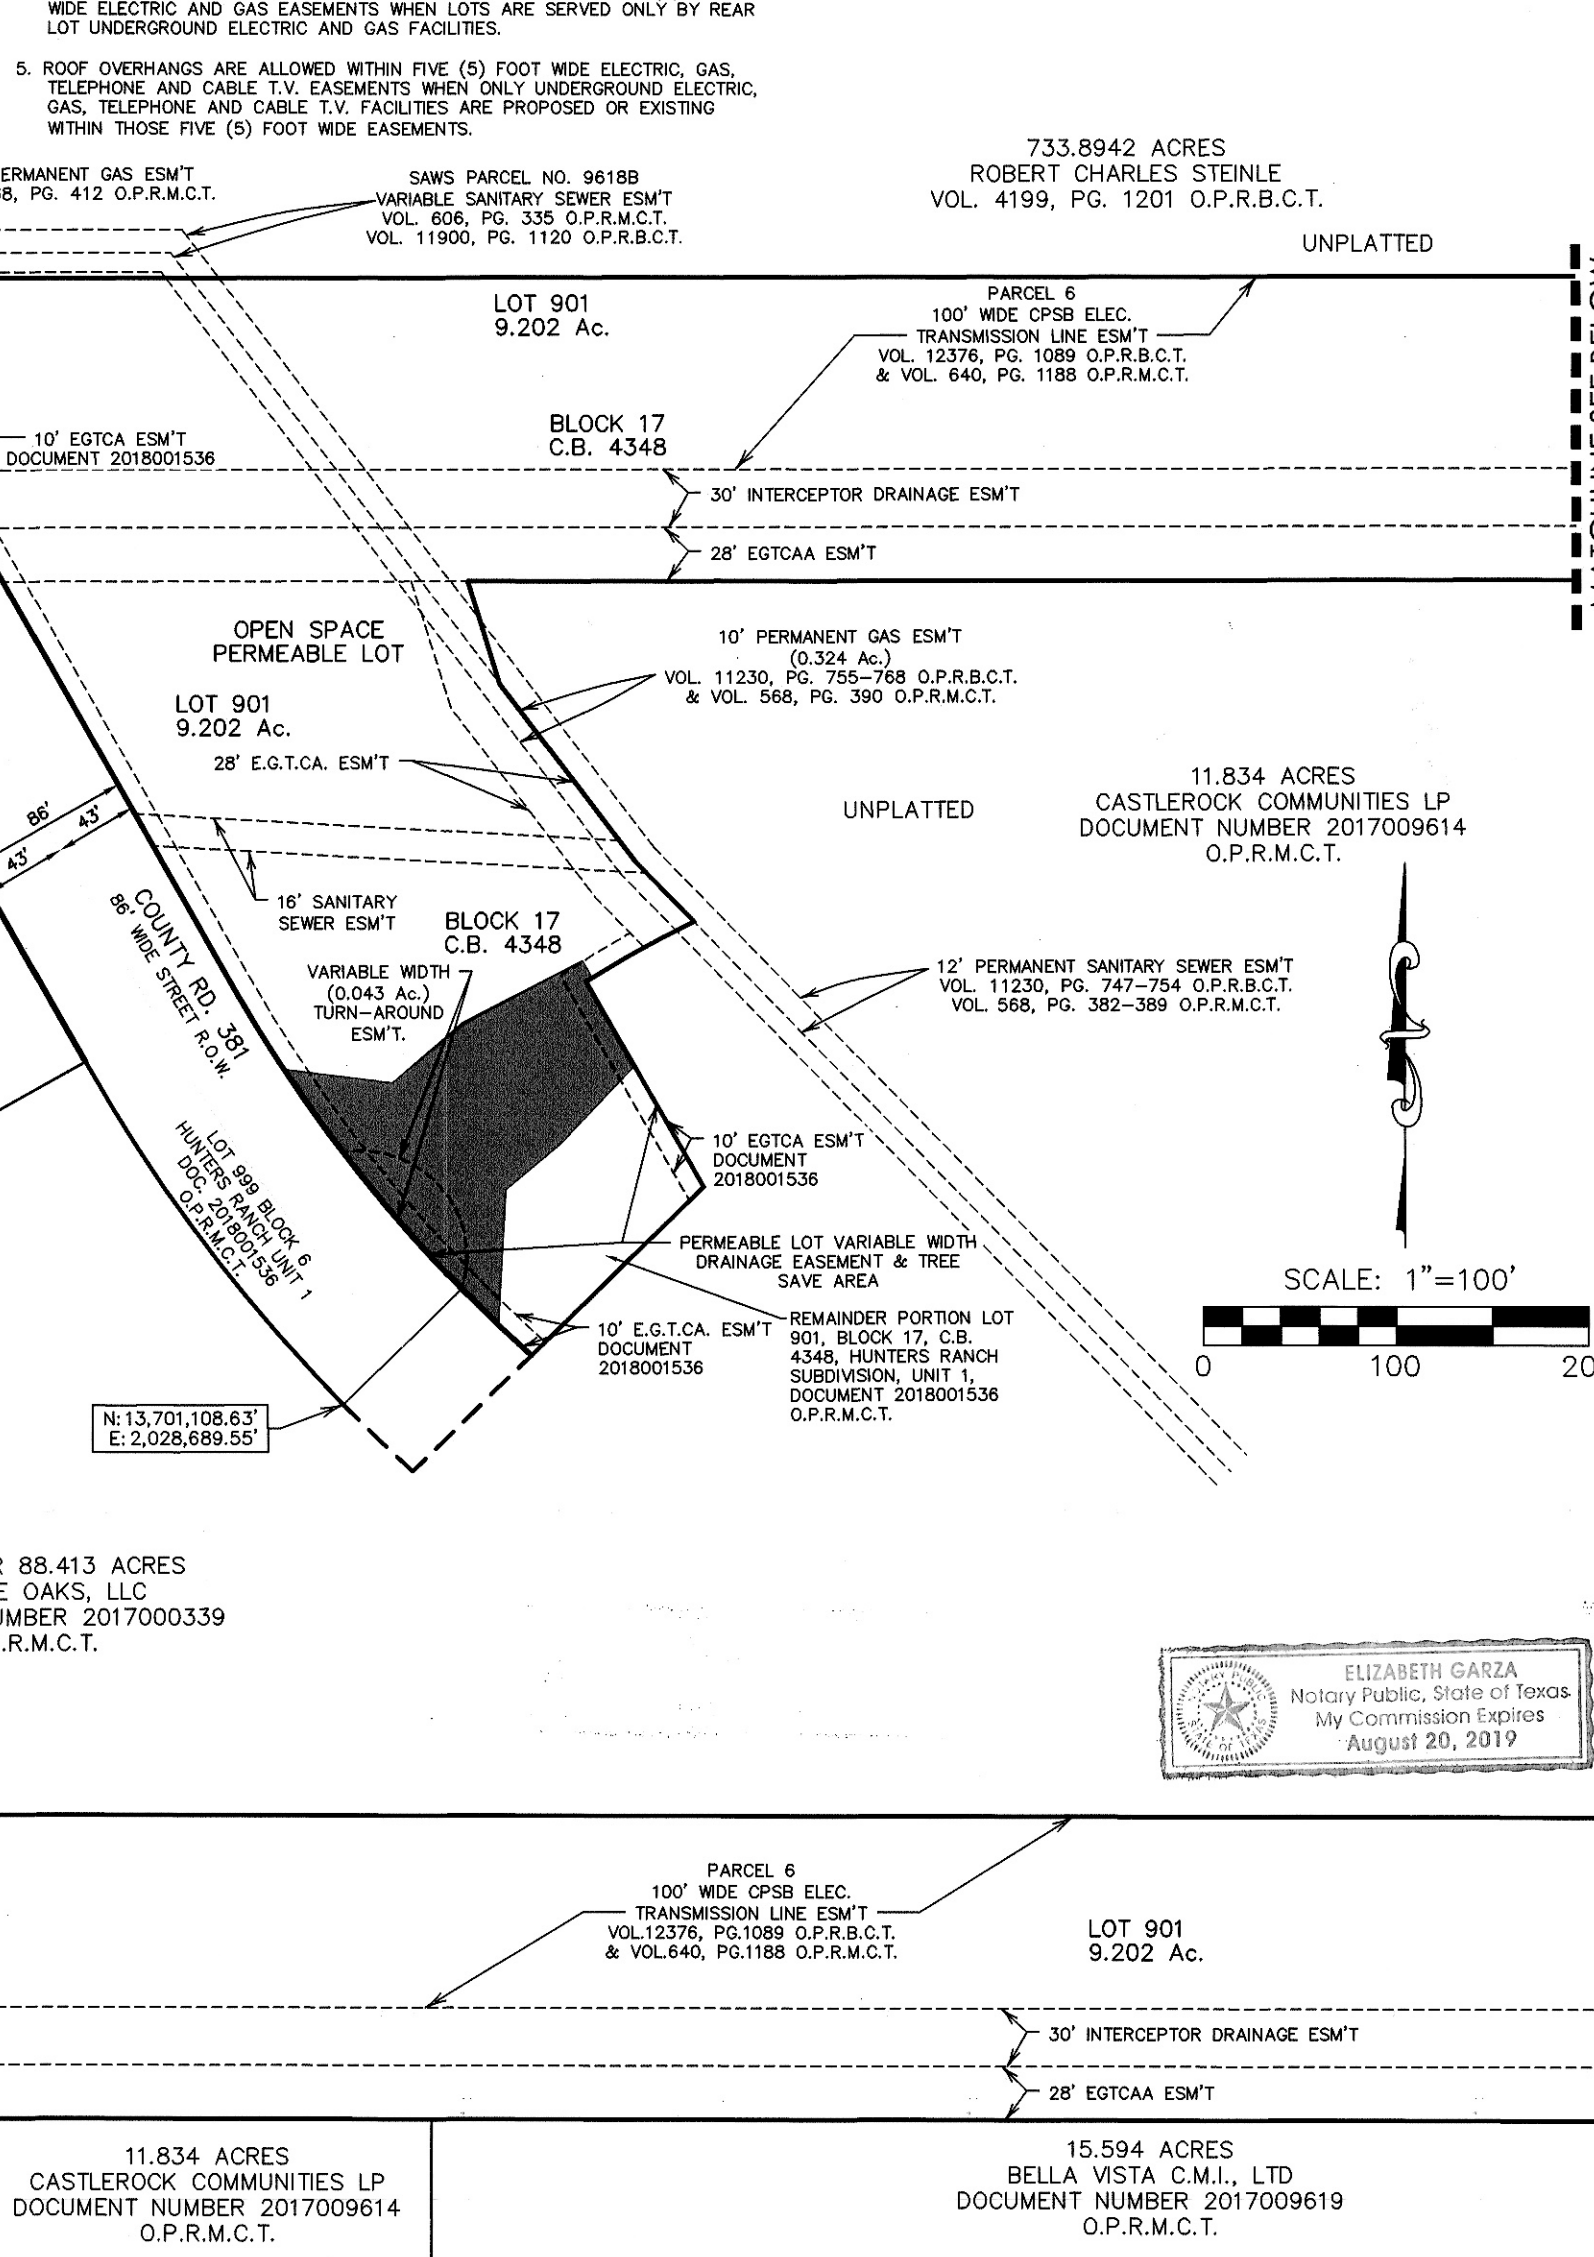 WIDE ELECTRIC AND GAS EASEMENTS WHEN LOTS ARE SERVED ONLY BY REAR
LOT UNDERGROUND ELECTRIC AND GAS FACILITIES.
5. ROOF OVERHANGS ARE ALLOWED WITHIN FIVE (5) FOOT WIDE ELECTRIC, GAS,
TELEPHONE AND CABLE T.V. EASEMENTS WHEN ONLY UNDERGROUND ELECTRIC,
GAS, TELEPHONE AND CABLE T.V. FACILITIES ARE PROPOSED OR EXISTING
WITHIN THOSE FIVE (5) FOOT WIDE EASEMENTS.
ERMANENT GAS ESM'T
8, PG. 412 O.P.R.M.C.T.
SAWS PARCEL NO. 9618B
VARIABLE SANITARY SEWER ESM'T
VOL. 606, PG. 335 O.P.R.M.C.T.
VOL. 11900, PG. 1120 O.P.R.B.C.T.
733.8942 ACRES
ROBERT CHARLES STEINLE
VOL. 4199, PG. 1201 O.P.R.B.C.T.
UNPLATTED
LOT 901
9.202 Ac.
PARCEL 6
100' WIDE CPSB ELEC.
TRANSMISSION LINE ESM'T
VOL. 12376, PG. 1089 O.P.R.B.C.T.
& VOL. 640, PG. 1188 O.P.R.M.C.T.
BLOCK 17
C.B. 4348
10' EGTCA ESM'T
DOCUMENT 2018001536
30' INTERCEPTOR DRAINAGE ESM'T
28' EGTCAA ESM'T
OPEN SPACE
PERMEABLE LOT
10' PERMANENT GAS ESM'T
(0.324 Ac.)
VOL. 11230, PG. 755-768 O.P.R.B.C.T.
& VOL. 568, PG. 390 O.P.R.M.C.T.
LOT 901
9.202 Ac.
28' E.G.T.CA. ESM'T
UNPLATTED
11.834 ACRES
CASTLEROCK COMMUNITIES LP
DOCUMENT NUMBER 2017009614
O.P.R.M.C.T.
86'
43'
43'
COUNTY RD. 381
86' WIDE STREET R.O.W.
16' SANITARY
SEWER ESM'T
BLOCK 17
C.B. 4348
VARIABLE WIDTH
(0.043 Ac.)
TURN-AROUND
ESM'T.
12' PERMANENT SANITARY SEWER ESM'T
VOL. 11230, PG. 747-754 O.P.R.B.C.T.
VOL. 568, PG. 382-389 O.P.R.M.C.T.
LOT 999 BLOCK 6
HUNTERS RANCH UNIT 1
DOC. 2018001536
O.P.R.M.C.T.
10' EGTCA ESM'T
DOCUMENT
2018001536
PERMEABLE LOT VARIABLE WIDTH
DRAINAGE EASEMENT & TREE
SAVE AREA
10' E.G.T.CA. ESM'T
DOCUMENT
2018001536
REMAINDER PORTION LOT
901, BLOCK 17, C.B.
4348, HUNTERS RANCH
SUBDIVISION, UNIT 1,
DOCUMENT 2018001536
O.P.R.M.C.T.
SCALE: 1"=100'
0 100 20
N: 13,701,108.63'
E: 2,028,689.55'
88.413 ACRES
E OAKS, LLC
UMBER 2017000339
.R.M.C.T.
NOTARY PUBLIC
STATE OF TEXAS
ELIZABETH GARZA
Notary Public, State of Texas
My Commission Expires
August 20, 2019
PARCEL 6
100' WIDE CPSB ELEC.
TRANSMISSION LINE ESM'T
VOL.12376, PG.1089 O.P.R.B.C.T.
& VOL.640, PG.1188 O.P.R.M.C.T.
LOT 901
9.202 Ac.
30' INTERCEPTOR DRAINAGE ESM'T
28' EGTCAA ESM'T
11.834 ACRES
CASTLEROCK COMMUNITIES LP
DOCUMENT NUMBER 2017009614
O.P.R.M.C.T.
15.594 ACRES
BELLA VISTA C.M.I., LTD
DOCUMENT NUMBER 2017009619
O.P.R.M.C.T.